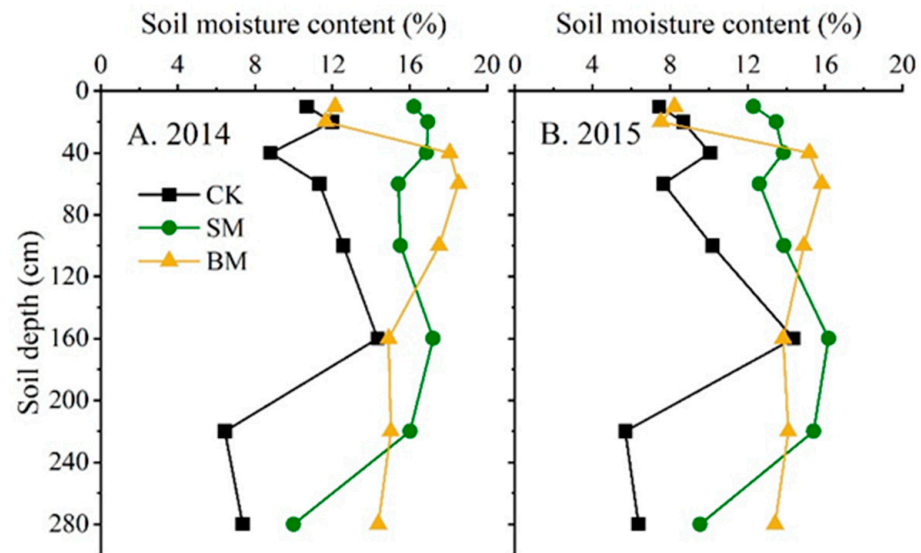 Soil moisture content (%) Soil moisture content (%)
0 4 8 12 16 20 0 4 8 12 16 20
0
A. 2014 B. 2015
40
CK
80
SM
BM
120
160
200
240
280
Soil depth (cm)